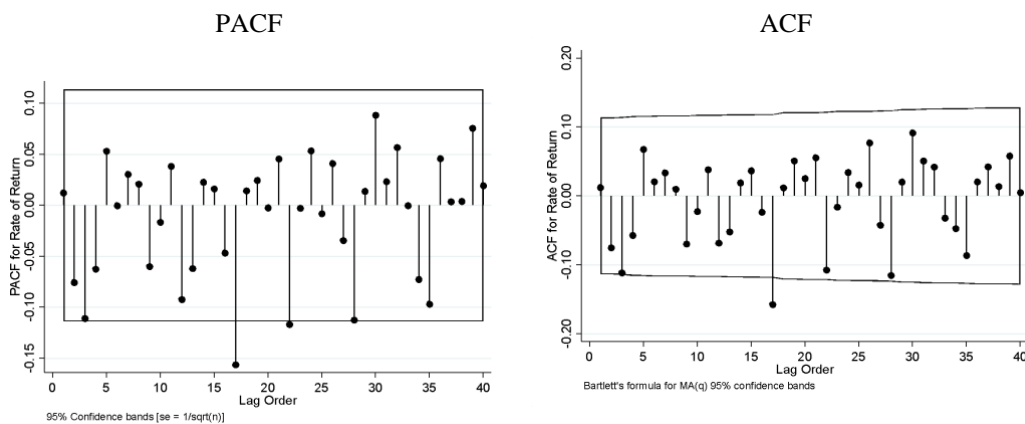 PACF
PACF for Rate of Return
0.10
0.05
0.00
-0.05
-0.10
-0.15
0 5 10 15 20 25 30 35 40
Lag Order
95% Confidence bands [se = 1/sqrt(n)]
ACF
ACF for Rate of Return
0.20
0.10
0.00
-0.10
-0.20
0 5 10 15 20 25 30 35 40
Lag Order
Bartlett's formula for MA(q) 95% confidence bands